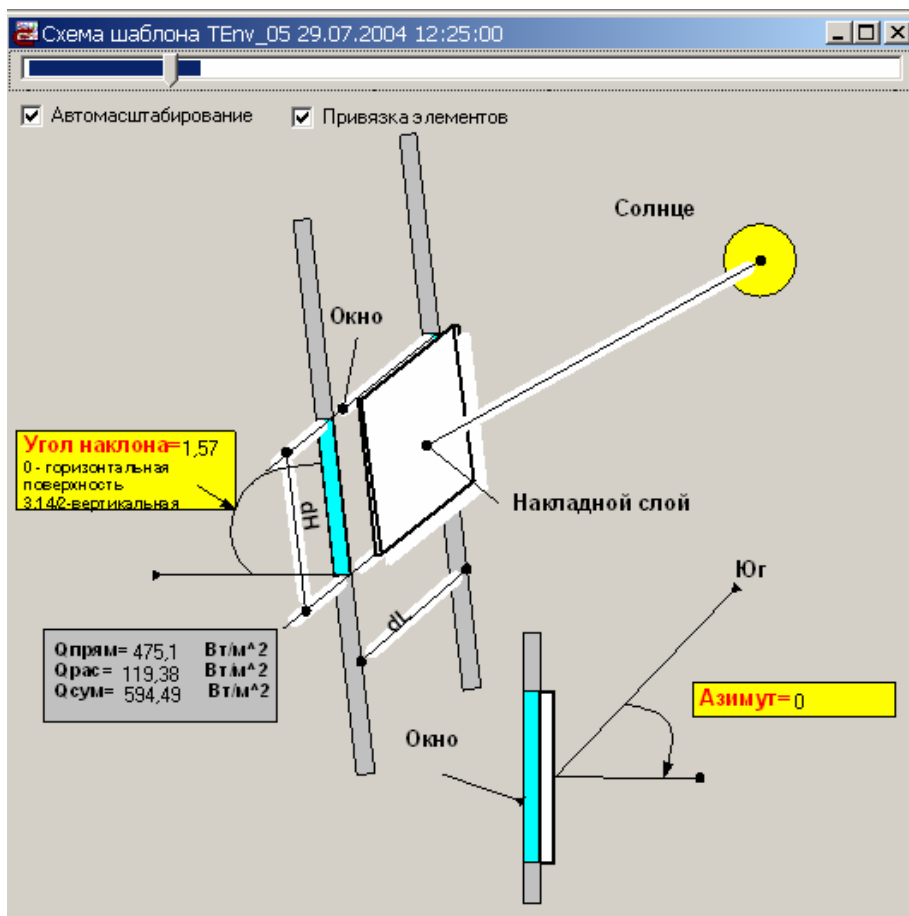 Схема шаблона TEnv_05 29.07.2004 12:25:00
Автомасштабирование
Привязка элементов
Солнце
Окно
Угол наклона=1,57
0 - горизонтальная
поверхность
3.14/2-вертикальная
HP
Накладной слой
dL
Юг
Qпрям= 475,1 Вт/м^2
Qрас= 119,38 Вт/м^2
Qсум= 594,49 Вт/м^2
Азимут=0
Окно